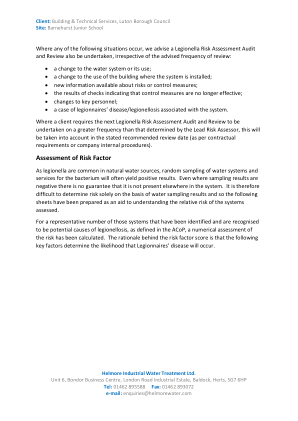 Client: Building & Technical Services, Luton Borough Council
Site: Barnehurst Junior School
Where any of the following situations occur, we advise a Legionella Risk Assessment Audit
and Review also be undertaken, irrespective of the advised frequency of review:
• a change to the water system or its use;
• a change to the use of the building where the system is installed;
• new information available about risks or control measures;
• the results of checks indicating that control measures are no longer effective;
• changes to key personnel;
• a case of legionnaires' disease/legionellosis associated with the system.
Where a client requires the next Legionella Risk Assessment Audit and Review to be
undertaken on a greater frequency than that determined by the Lead Risk Assessor, this will
be taken into account in the stated recommended review date (as per contractual
requirements or company internal procedures).
Assessment of Risk Factor
As legionella are common in natural water sources, random sampling of water systems and
services for the bacterium will often yield positive results. Even where sampling results are
negative there is no guarantee that it is not present elsewhere in the system. It is therefore
difficult to determine risk solely on the basis of water sampling results and so the following
sheets have been prepared as an aid to understanding the relative risk of the systems
assessed.
For a representative number of those systems that have been identified and are recognised
to be potential causes of legionellosis, as defined in the ACoP, a numerical assessment of
the risk has been calculated. The rationale behind the risk factor score is that the following
key factors determine the likelihood that Legionnaires' disease will occur.
Helmore Industrial Water Treatment Ltd.
Unit 6, Bondor Business Centre, London Road Industrial Estate, Baldock, Herts, SG7 6HP
Tel: 01462 895588 Fax: 01462 893872
e-mail: enquiries@helmorewater.com